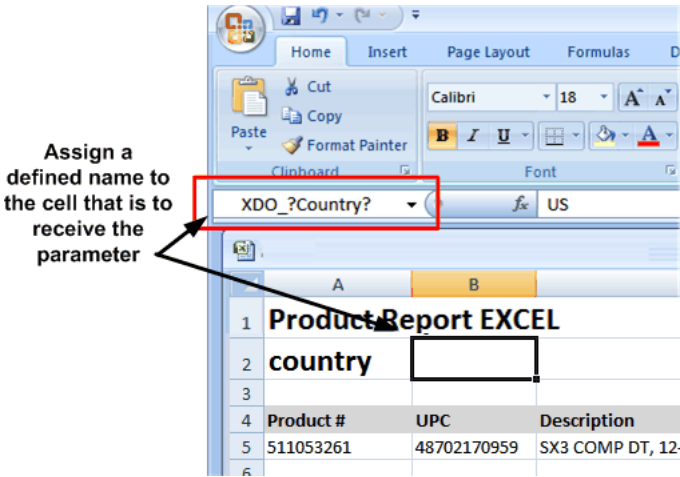 Home Insert Page Layout Formulas D
Cut
Calibri 18 A A
Copy
Paste
B I U A
Format Painter
Clipboard Font
Assign a
defined name to
the cell that is to
receive the
parameter
XDO_?Country? fx US
A B
1 Product Report EXCEL
2 country
3
4 Product # UPC Description
5 511053261 48702170959 SX3 COMP DT, 12-
6